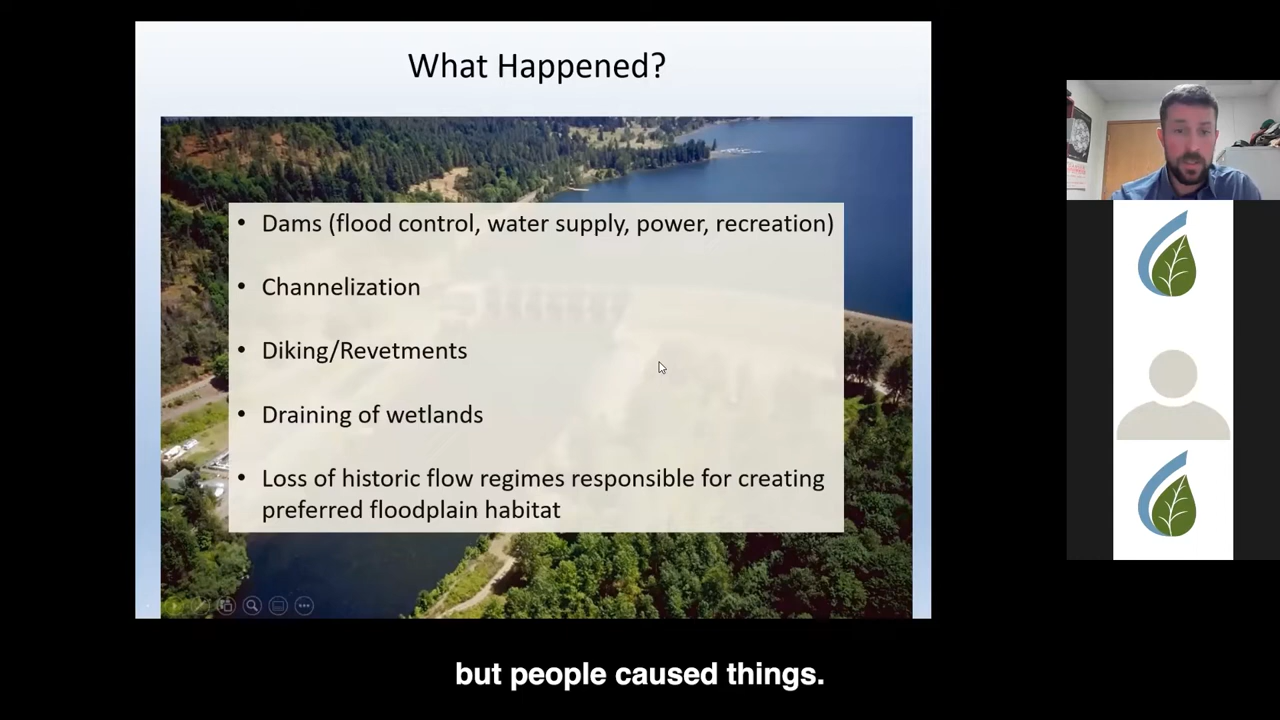 What Happened?
• Dams (flood control, water supply, power, recreation)
• Channelization
• Diking/Revetments
• Draining of wetlands
• Loss of historic flow regimes responsible for creating
preferred floodplain habitat
but people caused things.